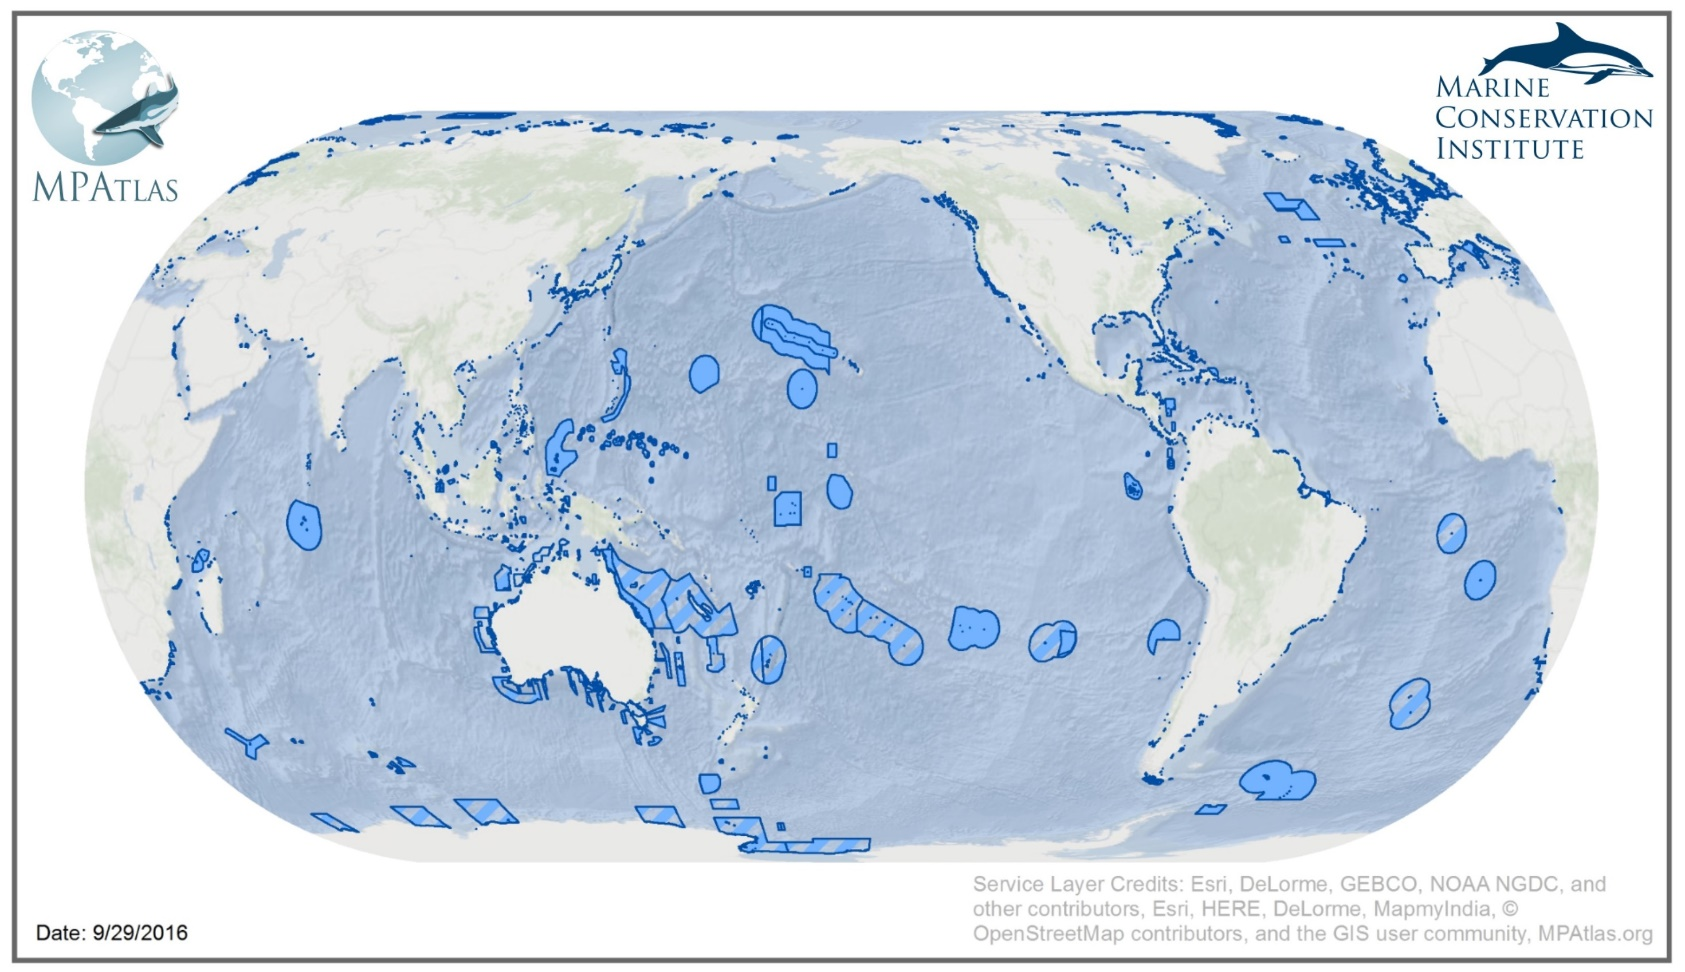 MPATLAS
MARINE
CONSERVATION
INSTITUTE
Service Layer Credits: Esri, DeLorme, GEBCO, NOAA NGDC, and
other contributors, Esri, HERE, DeLorme, MapmyIndia, ©
OpenStreetMap contributors, and the GIS user community, MPAtlas.org
Date: 9/29/2016